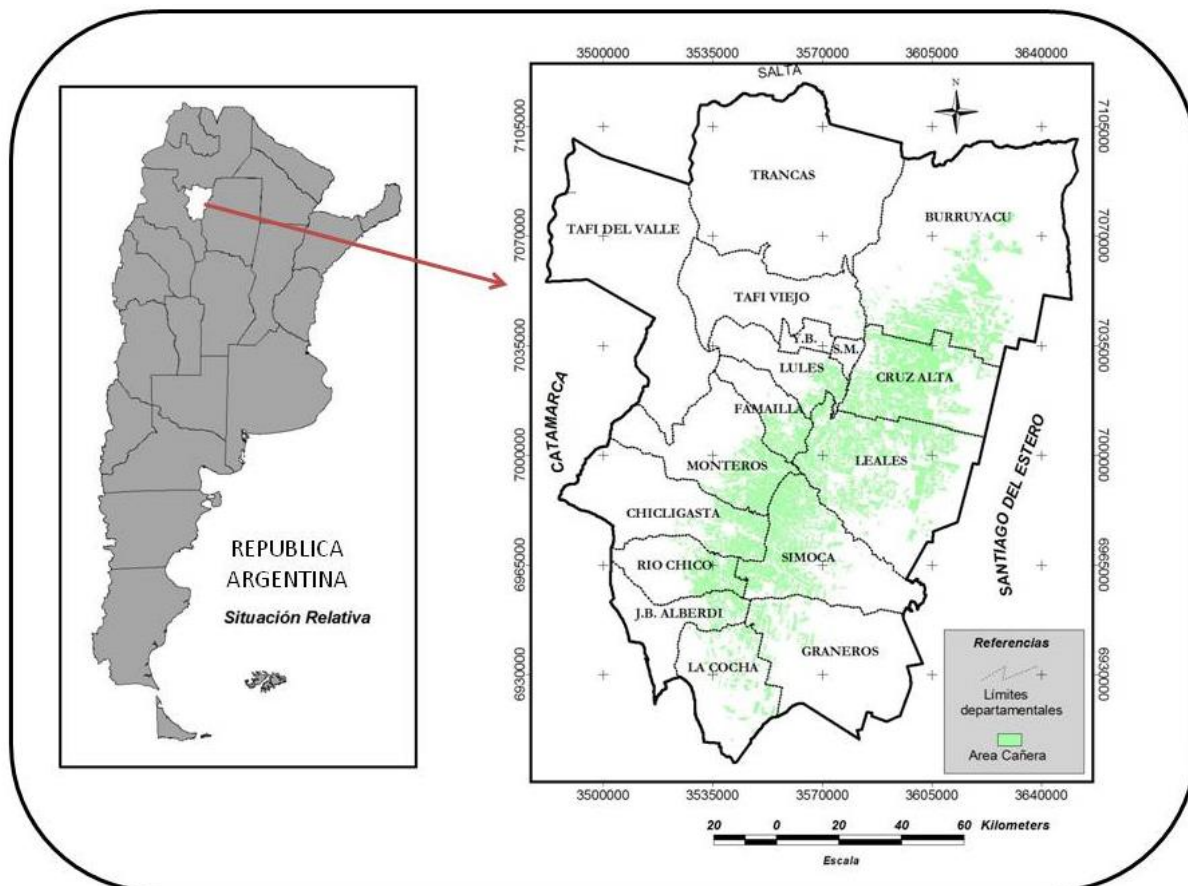 REPUBLICA
ARGENTINA
Situación Relativa
3500000 3535000 3570000 3605000 3640000
SALTA
N
7105000 7105000
TRANCAS
BURRUYACU
TAFI DEL VALLE
7070000 7070000
TAFI VIEJO
7035000 7035000
Y.B.
S.M.
LULES
CRUZ ALTA
FAMAILLA
CATAMARCA
7000000 7000000
MONTEROS
LEALES
SANTIAGO DEL ESTERO
CHICLIGASTA
SIMOCA
RIO CHICO
6965000 6965000
J.B. ALBERDI
GRANEROS
LA COCHA
6930000 6930000
Referencias
Límites
departamentales
Area Cañera
3500000 3535000 3570000 3605000 3640000
20 0 20 40 60 Kilometers
Escala